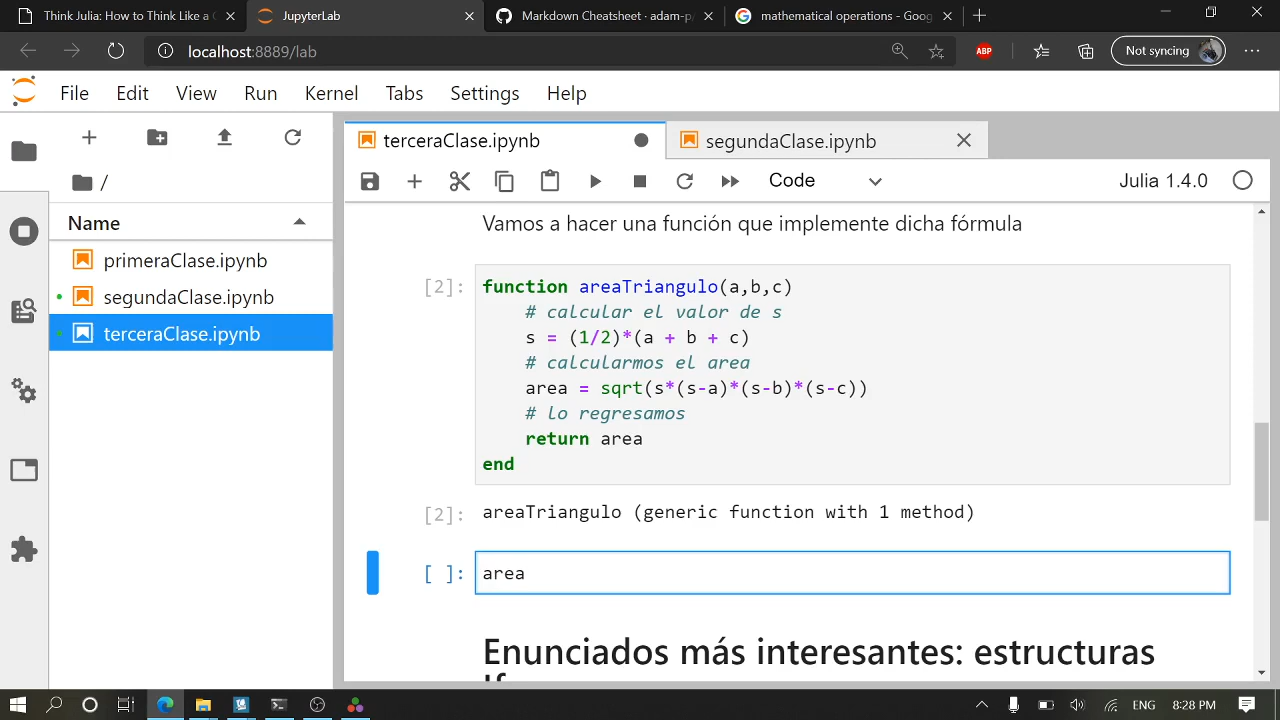 Think Julia: How to Think Like a C
JupyterLab
Markdown Cheatsheet · adam-p/
mathematical operations - Goog
localhost:8889/lab
ABP
Not syncing
File Edit View Run Kernel Tabs Settings Help
terceraClase.ipynb
segundaClase.ipynb
/
Code
Julia 1.4.0
Name
primeraClase.ipynb
segundaClase.ipynb
terceraClase.ipynb
Vamos a hacer una función que implemente dicha fórmula
[2]: function areaTriangulo(a,b,c)
# calcular el valor de s
s = (1/2)*(a + b + c)
# calcularmos el area
area = sqrt(s*(s-a)*(s-b)*(s-c))
# lo regresamos
return area
end
[2]: areaTriangulo (generic function with 1 method)
[ ]: area
Enunciados más interesantes: estructuras
If
ENG
8:28 PM